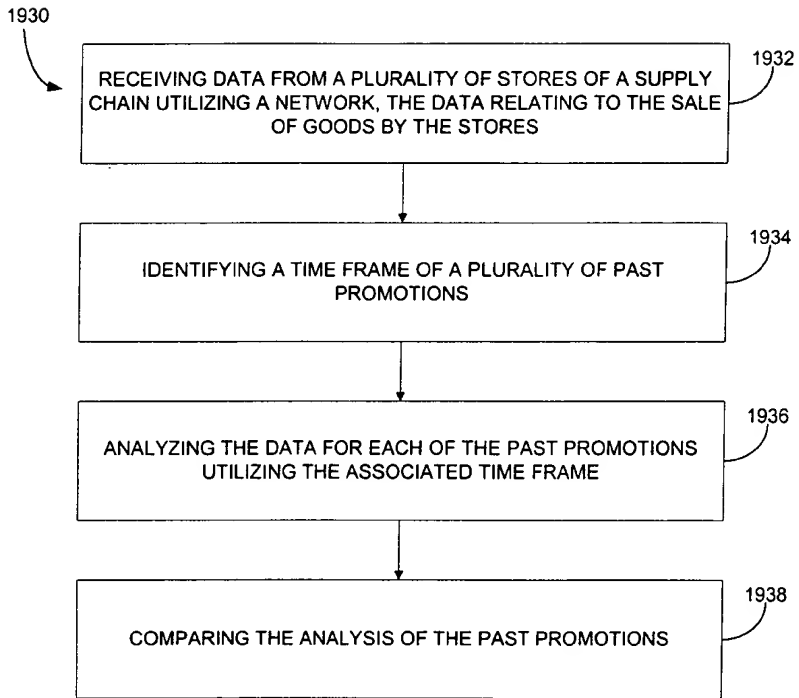 1930
RECEIVING DATA FROM A PLURALITY OF STORES OF A SUPPLY
CHAIN UTILIZING A NETWORK, THE DATA RELATING TO THE SALE
OF GOODS BY THE STORES
1932
IDENTIFYING A TIME FRAME OF A PLURALITY OF PAST
PROMOTIONS
1934
ANALYZING THE DATA FOR EACH OF THE PAST PROMOTIONS
UTILIZING THE ASSOCIATED TIME FRAME
1936
COMPARING THE ANALYSIS OF THE PAST PROMOTIONS
1938